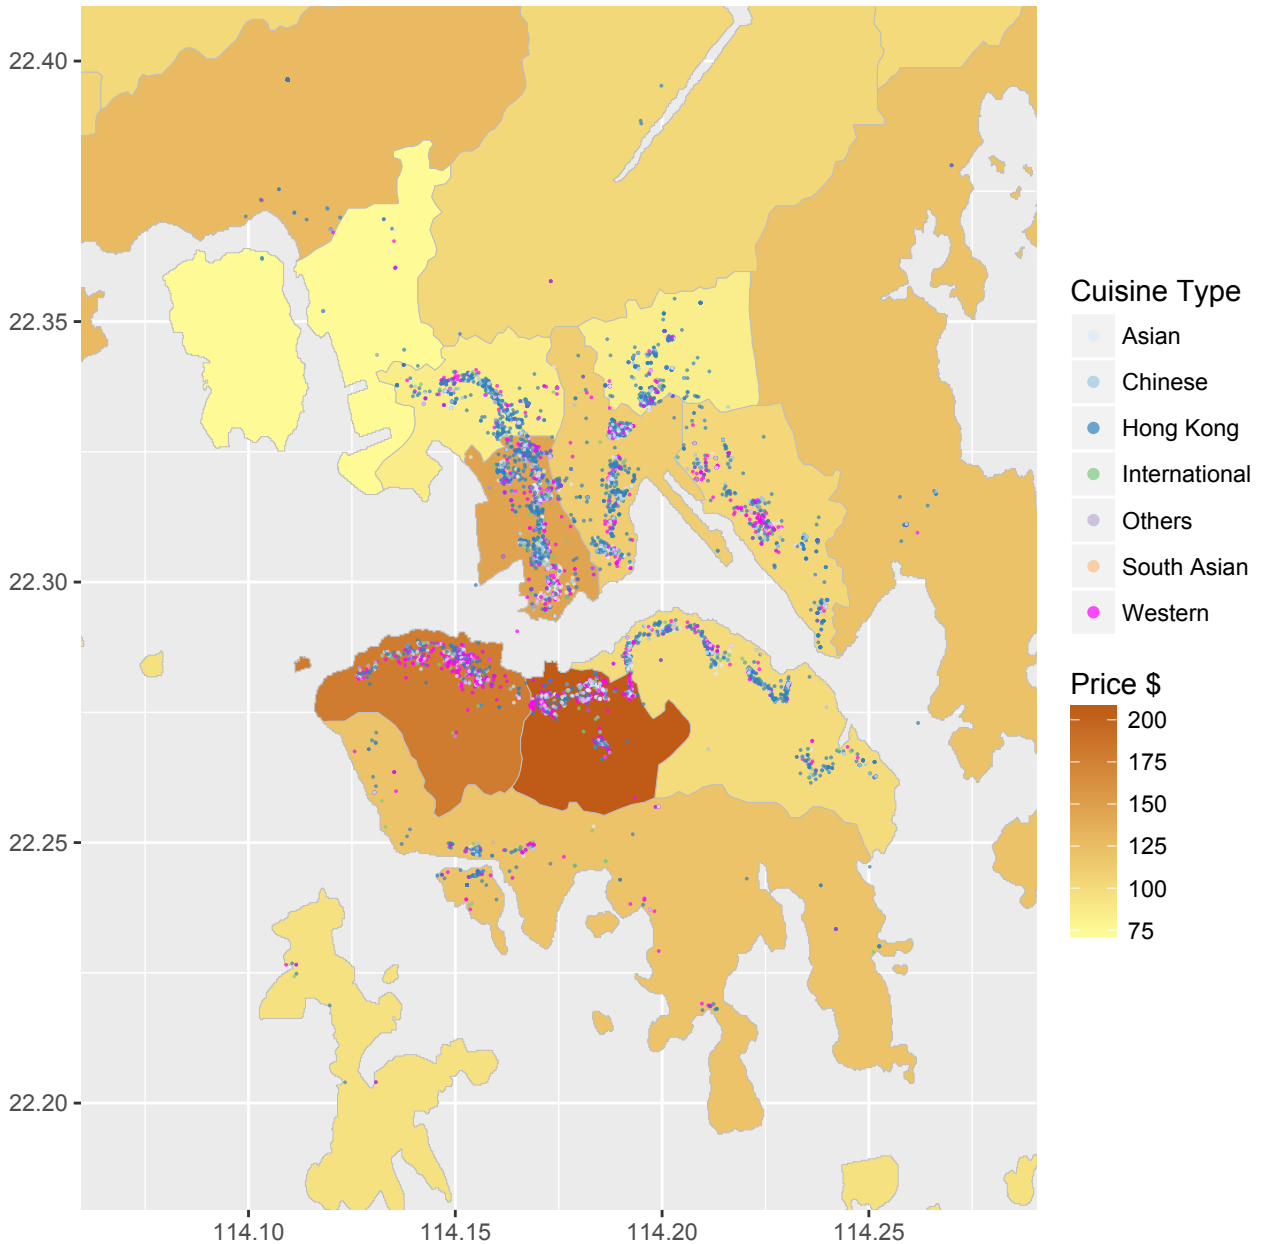 22.40
22.35
22.30
22.25
22.20
114.10
114.15
114.20
114.25
Cuisine Type
Asian
Chinese
Hong Kong
International
Others
South Asian
Western
Price $
200
175
150
125
100
75